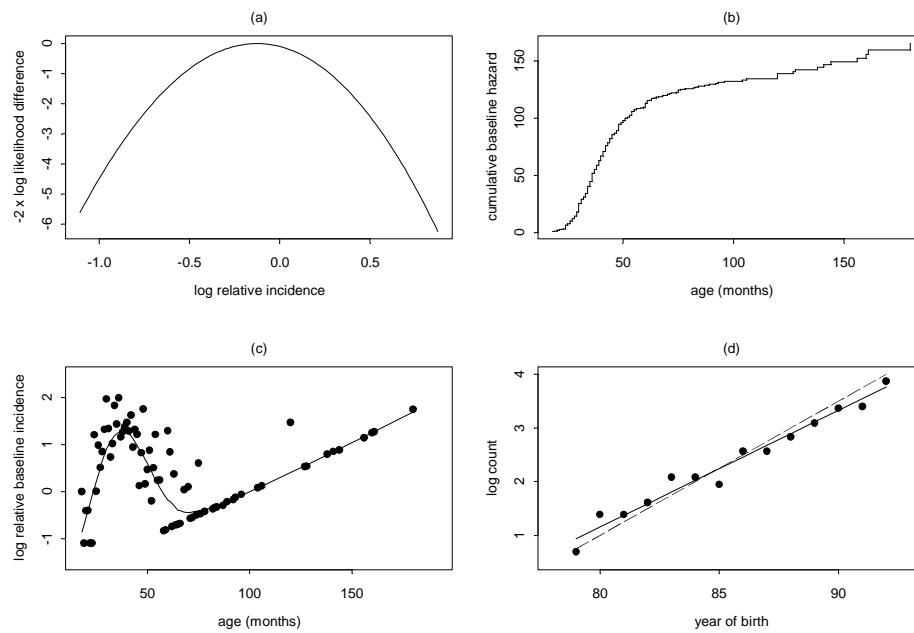 (a)
-2 x log likelihood difference
0
-1
-2
-3
-4
-5
-6
-1.0 -0.5 0.0 0.5
log relative incidence
(b)
cumulative baseline hazard
150
100
50
0
50 100 150
age (months)
(c)
log relative baseline incidence
2
1
0
-1
50 100 150
age (months)
(d)
log count
4
3
2
1
80 85 90
year of birth